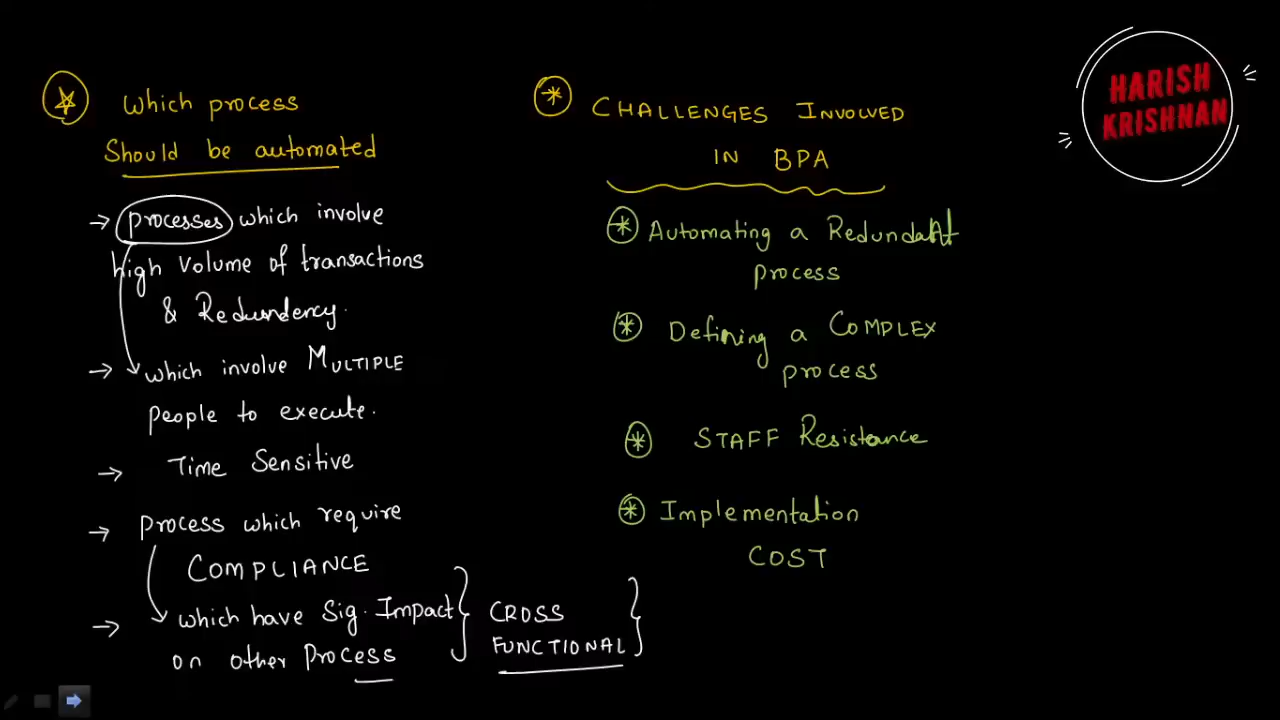 Which process
Should be automated
→ processes which involve
high Volume of transactions
& Redundency.
→ which involve MULTIPLE
people to execute.
→ Time Sensitive
→ Process which require
COMPLIANCE
→ which have Sig. Impact
on other Process
CROSS
FUNCTIONAL
* CHALLENGES INVOLVED
IN BPA
* Automating a RedundaNt
process
* Defining a COMPLEX
process
* STAFF Resistance
* Implementation
COST
HARISH
KRISHNAN